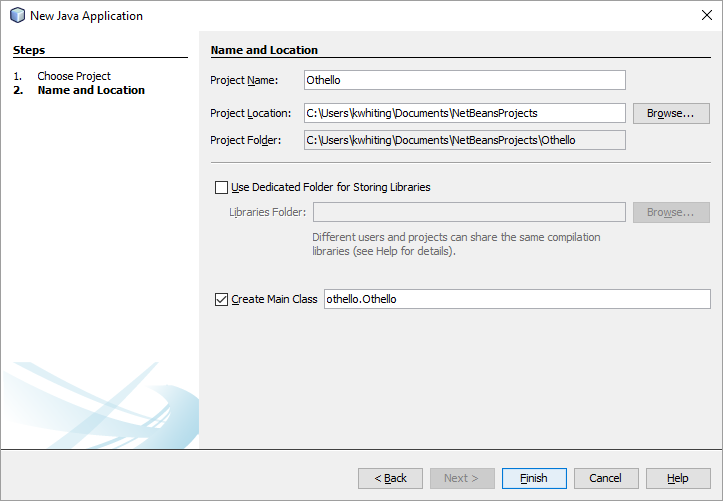 New Java Application
Steps
1. Choose Project
2. Name and Location
Name and Location
Project Name: Othello
Project Location: C:\Users\kwhiting\Documents\NetBeansProjects Browse...
Project Folder: C:\Users\kwhiting\Documents\NetBeansProjects\Othello
Use Dedicated Folder for Storing Libraries
Libraries Folder: Browse...
Different users and projects can share the same compilation
libraries (see Help for details).
Create Main Class othello.Othello
< Back Next > Finish Cancel Help